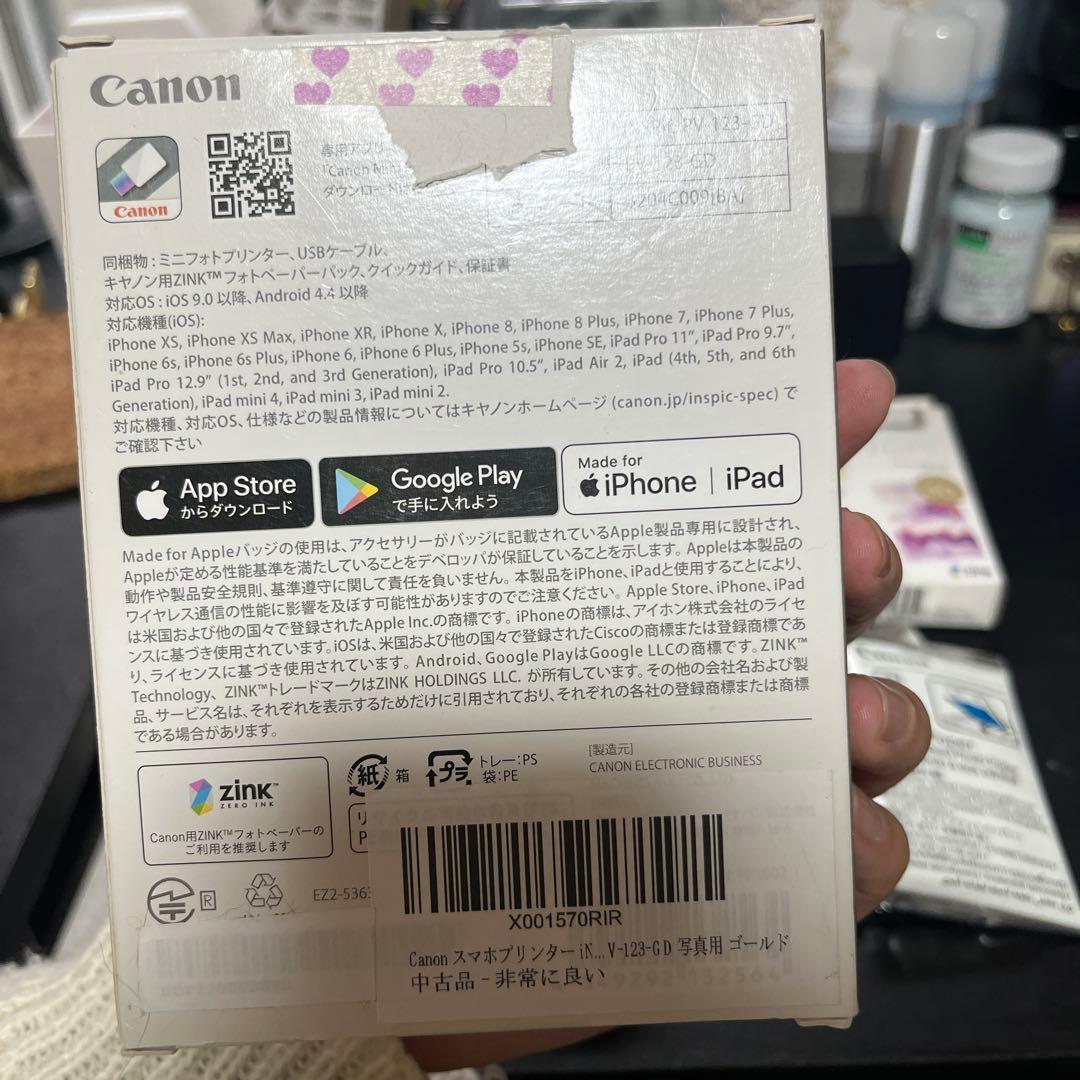 Canon
Canon
専用アプリ
「Canon Mini
ダウンロード
PV-123-GD
-GD
3204C009[BA]
同梱物：ミニフォトプリンター、USBケーブル、
キヤノン用ZINK™フォトペーパーパック、クイックガイド、保証書
対応OS：iOS 9.0 以降、Android 4.4 以降
対応機種(iOS):
iPhone XS, iPhone XS Max, iPhone XR, iPhone X, iPhone 8, iPhone 8 Plus, iPhone 7, iPhone 7 Plus,
iPhone 6s, iPhone 6s Plus, iPhone 6, iPhone 6 Plus, iPhone 5s, iPhone SE, iPad Pro 11", iPad Pro 9.7",
iPad Pro 12.9" (1st, 2nd, and 3rd Generation), iPad Pro 10.5", iPad Air 2, iPad (4th, 5th, and 6th
Generation), iPad mini 4, iPad mini 3, iPad mini 2.
対応機種、対応OS、仕様などの製品情報についてはキヤノンホームページ (canon.jp/inspic-spec) で
ご確認下さい
App Store
からダウンロード
Google Play
で手に入れよう
Made for
iPhone | iPad
Made for Appleバッジの使用は、アクセサリーがバッジに記載されているApple製品専用に設計され、
Appleが定める性能基準を満たしていることをデベロッパが保証していることを示します。Appleは本製品の
動作や製品安全規則、基準遵守に関して責任を負いません。本製品をiPhone、iPadと使用することにより、
ワイヤレス通信の性能に影響を及ぼす可能性がありますのでご注意ください。Apple Store、iPhone、iPad
は米国および他の国々で登録されたApple Inc.の商標です。iPhoneの商標は、アイホン株式会社のライセ
ンスに基づき使用されています。iOSは、米国および他の国々で登録されたCiscoの商標または登録商標であ
り、ライセンスに基づき使用されています。Android、Google PlayはGoogle LLCの商標です。ZINK™
Technology、ZINK™トレードマークはZINK HOLDINGS LLC. が所有しています。その他の会社名および製
品、サービス名は、それぞれを表示するためだけに引用されており、それぞれの各社の登録商標または商標
である場合があります。
zink™
ZERO INK
Canon用ZINK™フォトペーパーの
ご利用を推奨します
紙 箱
プラ トレー：PS
袋：PE
[製造元]
CANON ELECTRONIC BUSINESS
R
EZ2-536
X001570RIR
Canon スマホプリンター iN...V-123-GD 写真用 ゴールド
中古品 - 非常に良い